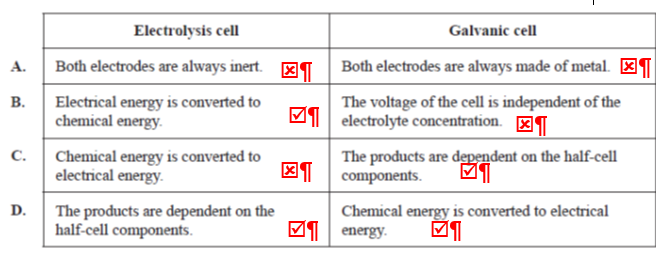 Electrolysis cell
Galvanic cell
A.
Both electrodes are always inert. ☒¶
Both electrodes are always made of metal. ☒¶
B.
Electrical energy is converted to
chemical energy. ☑¶
The voltage of the cell is independent of the
electrolyte concentration. ☒¶
C.
Chemical energy is converted to
electrical energy. ☒¶
The products are dependent on the half-cell
components. ☑¶
D.
The products are dependent on the
half-cell components. ☑¶
Chemical energy is converted to electrical
energy. ☑¶